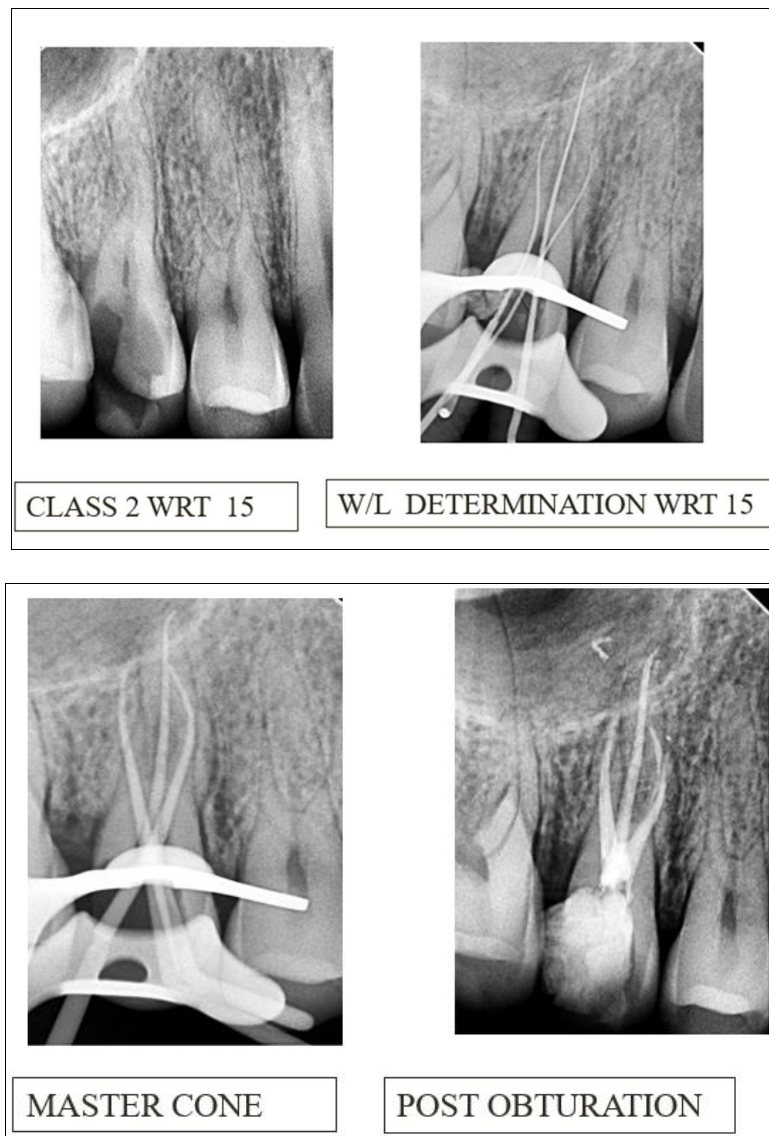 CLASS 2 WRT 15
W/L DETERMINATION WRT 15
MASTER CONE
POST OBTURATION